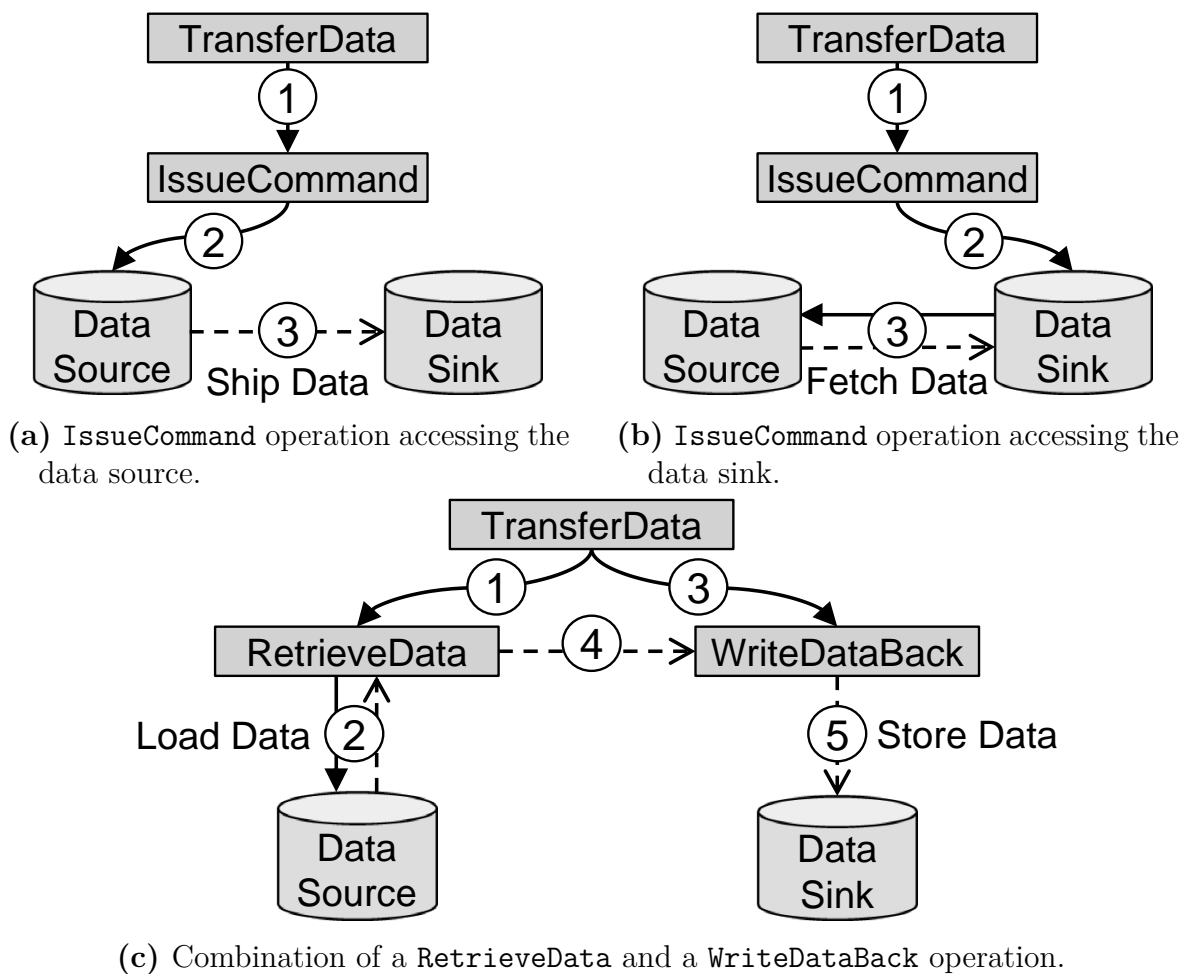 TransferData
1
IssueCommand
2
Data
Source
3
Ship Data
Data
Sink
(a) IssueCommand operation accessing the
data source.
TransferData
1
IssueCommand
2
Data
Source
3
Fetch Data
Data
Sink
(b) IssueCommand operation accessing the
data sink.
TransferData
1
3
RetrieveData
4
WriteDataBack
Load Data
2
5
Store Data
Data
Source
Data
Sink
(c) Combination of a RetrieveData and a WriteDataBack operation.